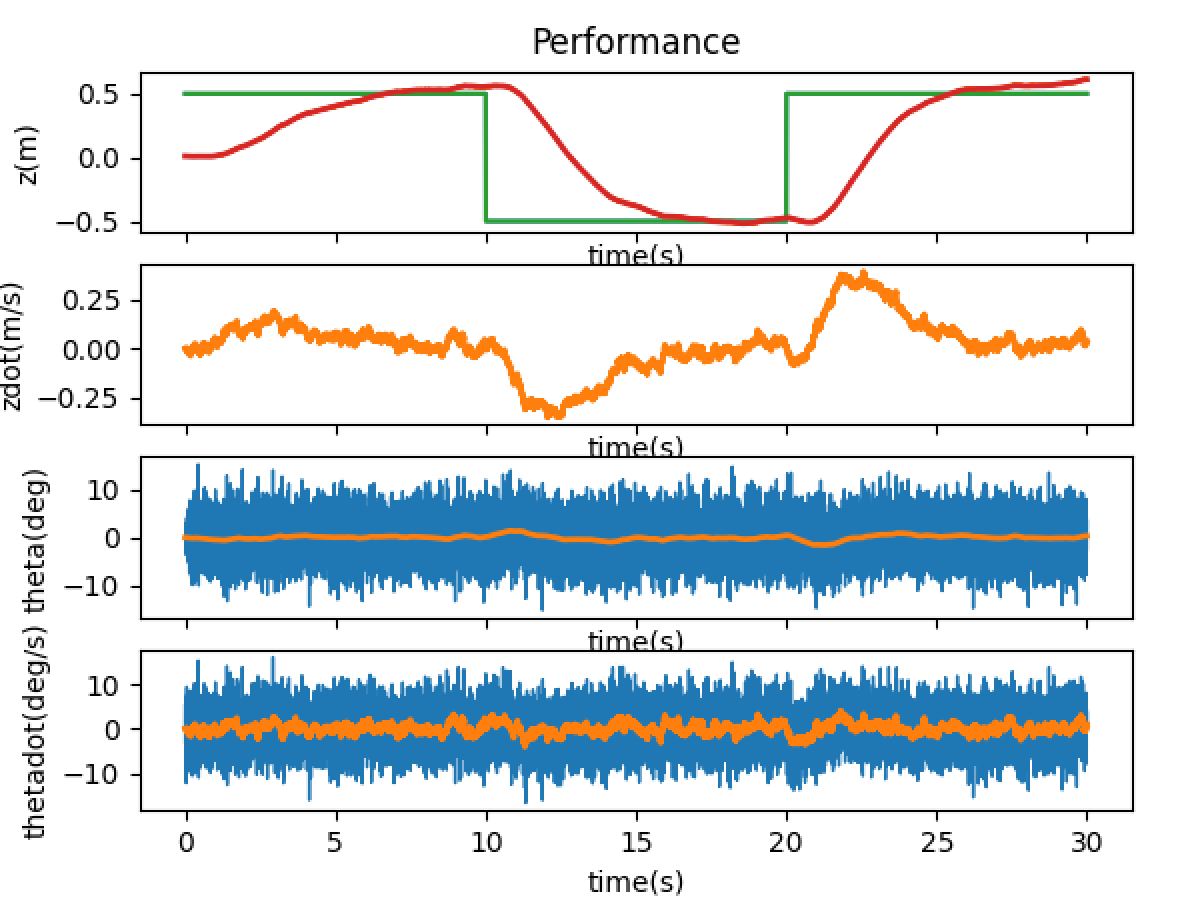 Performance
0.5
0.0
−0.5
z(m)
time(s)
0.25
0.00
−0.25
zdot(m/s)
time(s)
10
0
−10
theta(deg)
time(s)
10
0
−10
thetadot(deg/s)
0 5 10 15 20 25 30
time(s)